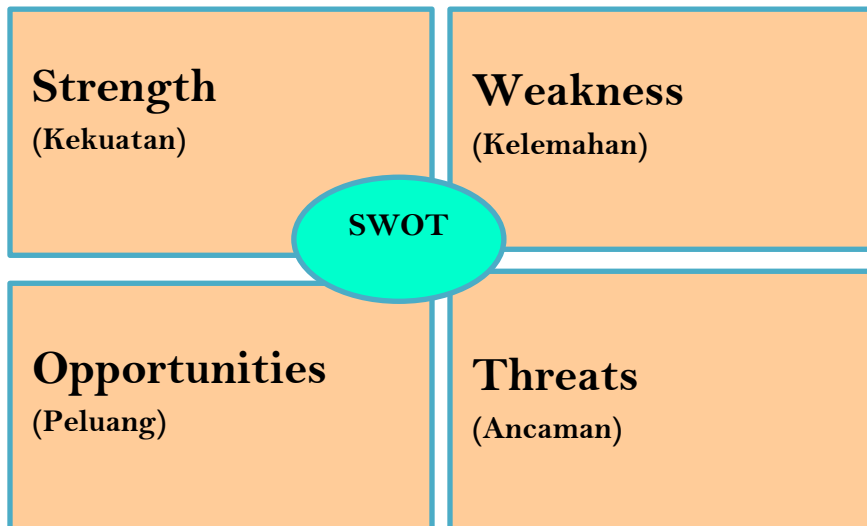 Strength
(Kekuatan)
Weakness
(Kelemahan)
SWOT
Opportunities
(Peluang)
Threats
(Ancaman)